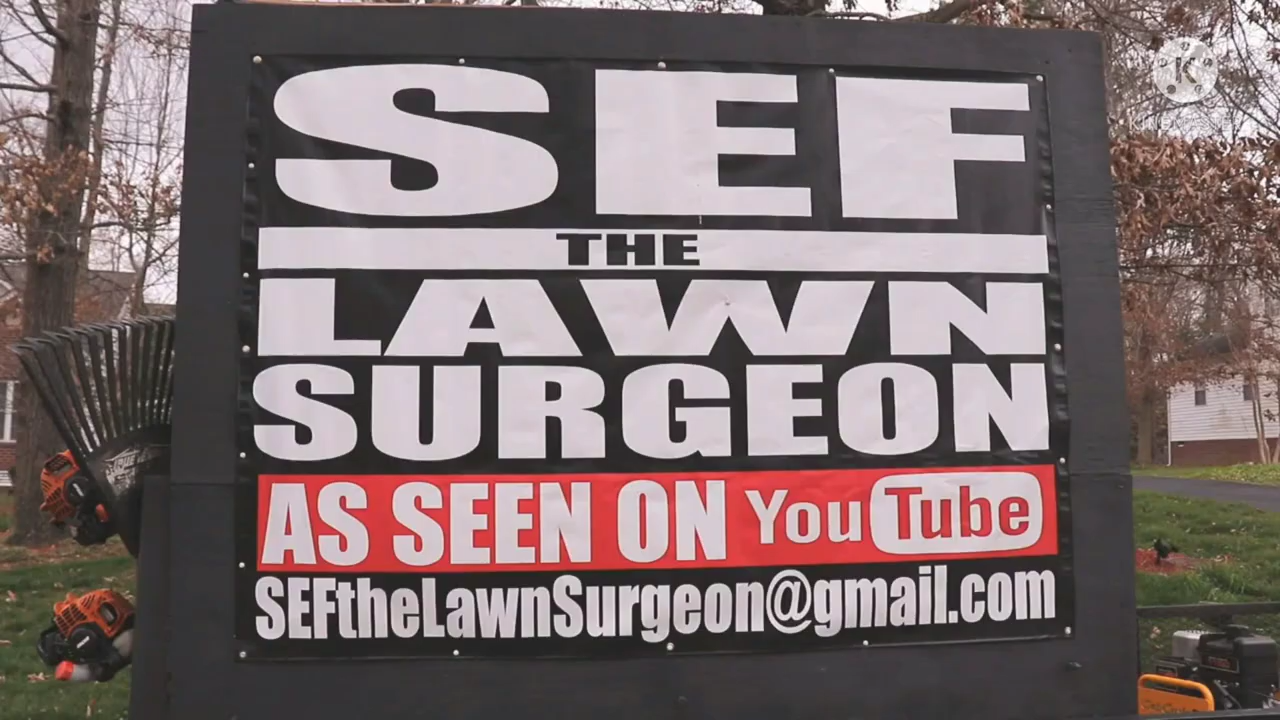 SEF
THE
LAWN
SURGEON
AS SEEN ON YouTube
SEFtheLawnSurgeon@gmail.com
K